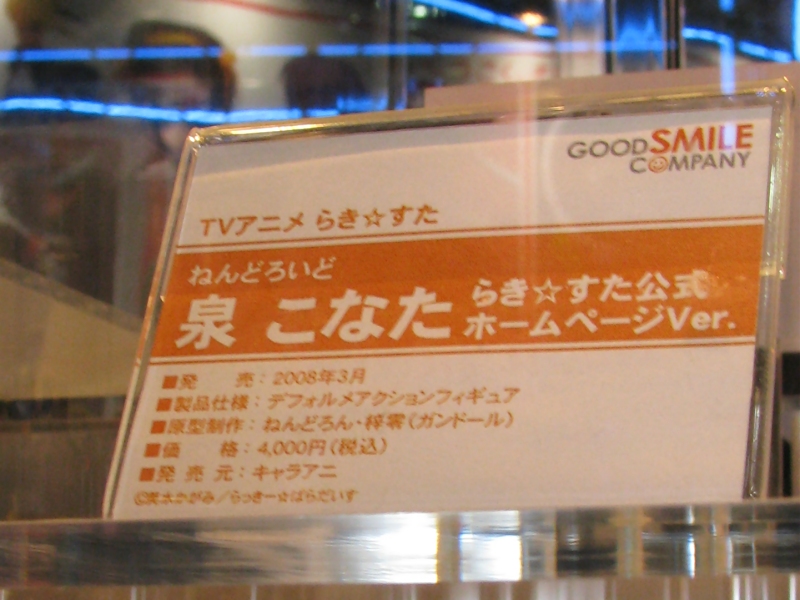 GOOD SMILE
COMPANY
TVアニメ らき☆すた
ねんどろいど
泉 こなた らき☆すた公式
ホームページVer.
■発　　売：2008年3月
■製品仕様：デフォルメアクションフィギュア
■原型制作：ねんどろん・梓零（ガンドール）
■価　　格：4,000円（税込）
■発 売 元：キャラアニ
©美水かがみ／らっきー☆ぱらだいす